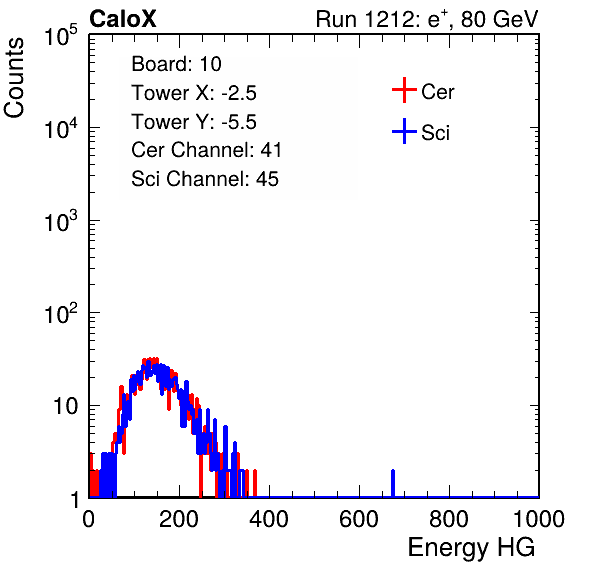 CaloX Run 1212: e⁺, 80 GeV
Counts
Board: 10
Tower X: -2.5
Tower Y: -5.5
Cer Channel: 41
Sci Channel: 45
Cer
Sci
10⁵
10⁴
10³
10²
10
1
0 200 400 600 800 1000
Energy HG